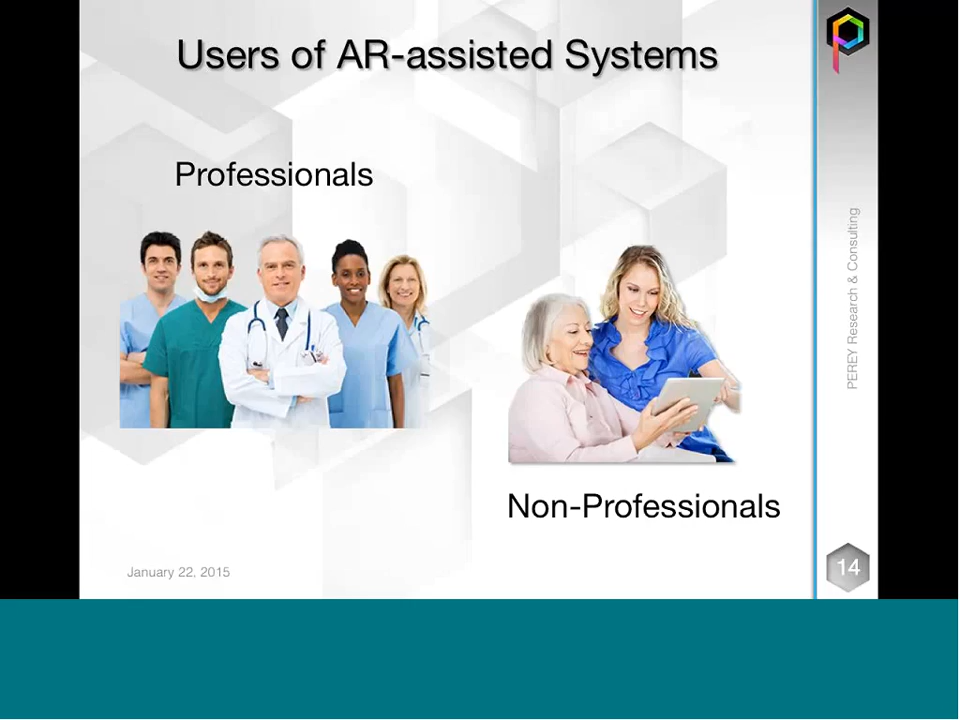 Users of AR-assisted Systems
Professionals
Non-Professionals
January 22, 2015
PEREY Research & Consulting
14